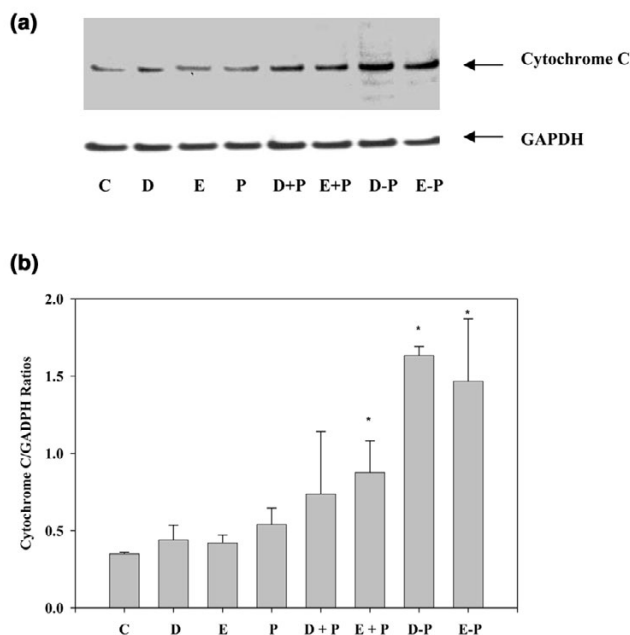 (a)
Cytochrome C
GAPDH
C D E P D+P E+P D-P E-P
(b)
Cytochrome C/GADPH Ratios
2.0
1.5
1.0
0.5
0.0
* * *
C D E P D + P E + P D-P E-P